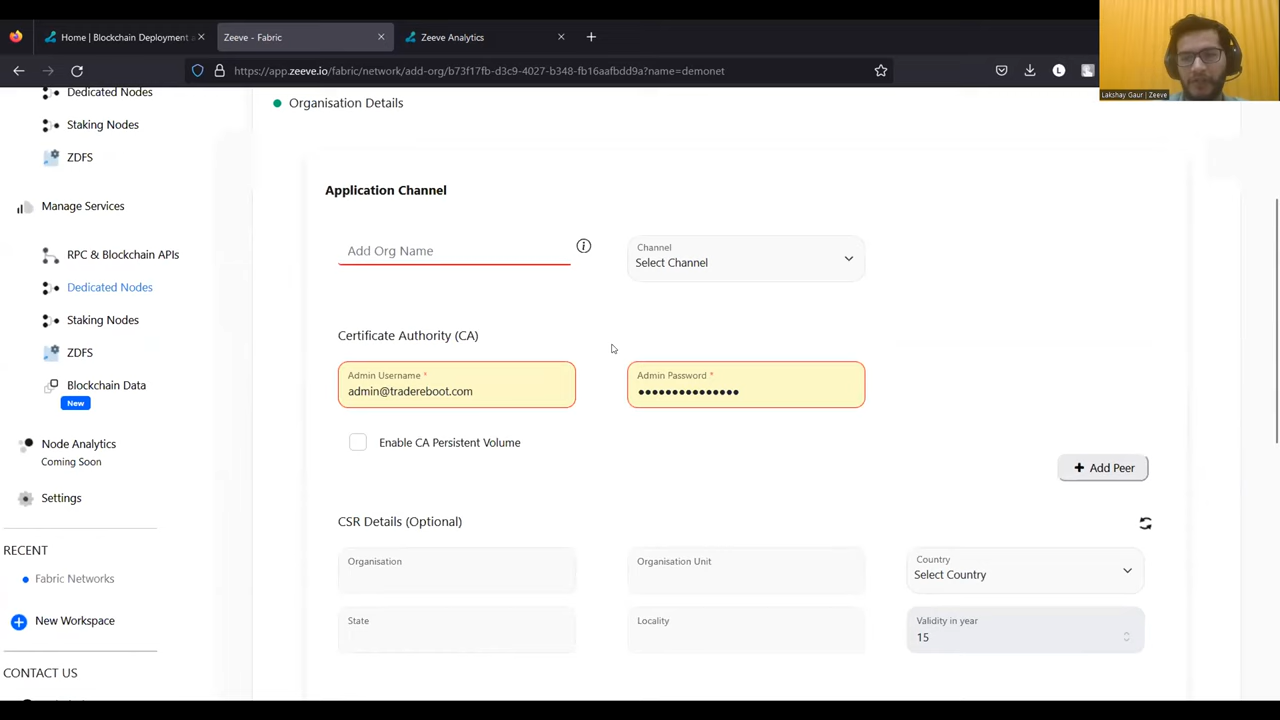 Home | Blockchain Deployment
Zeeve - Fabric
Zeeve Analytics
https://app.zeeve.io/fabric/network/add-org/b73f17fb-d3c9-4027-b348-fb16aafbdd9a?name=demonet
L
Lakshay Gaur | Zeeve
Dedicated Nodes
Staking Nodes
ZDFS
Manage Services
RPC & Blockchain APIs
Dedicated Nodes
Staking Nodes
ZDFS
Blockchain Data
New
Node Analytics
Coming Soon
Settings
RECENT
Fabric Networks
New Workspace
CONTACT US
Organisation Details
Application Channel
Add Org Name
Channel
Select Channel
Certificate Authority (CA)
Admin Username *
admin@tradereboot.com
Admin Password *
•••••••••••••••
Enable CA Persistent Volume
+ Add Peer
CSR Details (Optional)
Organisation
Organisation Unit
Country
Select Country
State
Locality
Validity in year
15